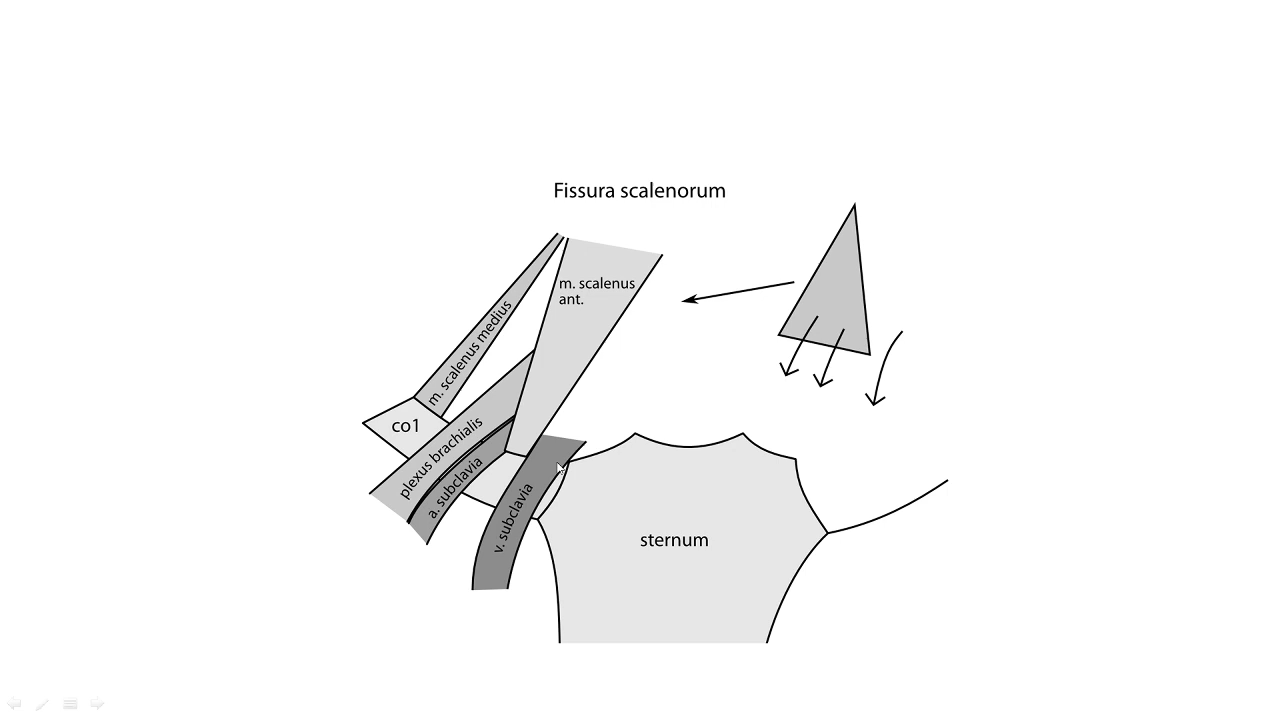 Fissura scalenorum
m. scalenus
ant.
m. scalenus medius
co1
plexus brachialis
a. subclavia
v. subclavia
sternum